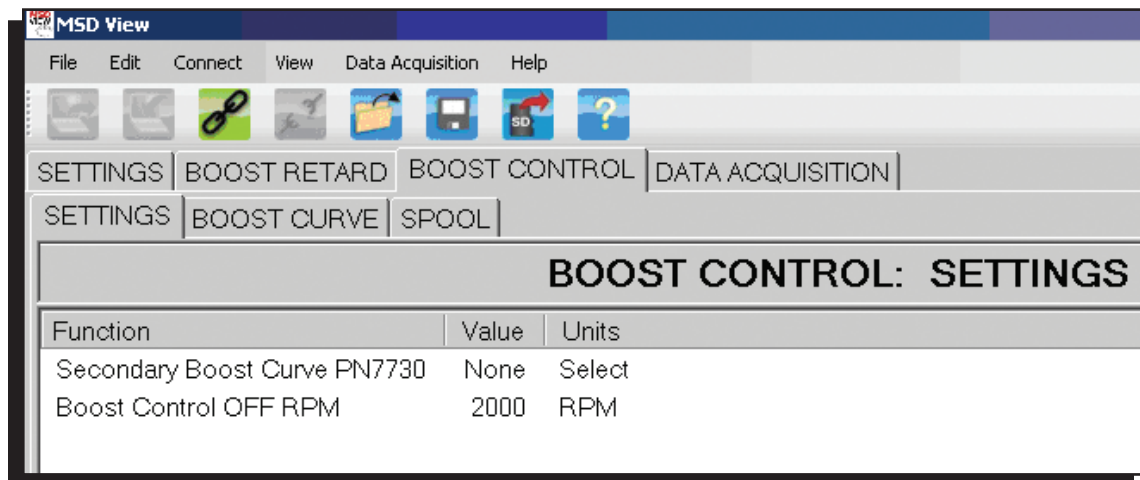 MSD View
File Edit Connect View Data Acquisition Help
SD ?
SETTINGS BOOST RETARD BOOST CONTROL DATA ACQUISITION
SETTINGS BOOST CURVE SPOOL
BOOST CONTROL: SETTINGS
Function Value Units
Secondary Boost Curve PN7730 None Select
Boost Control OFF RPM 2000 RPM